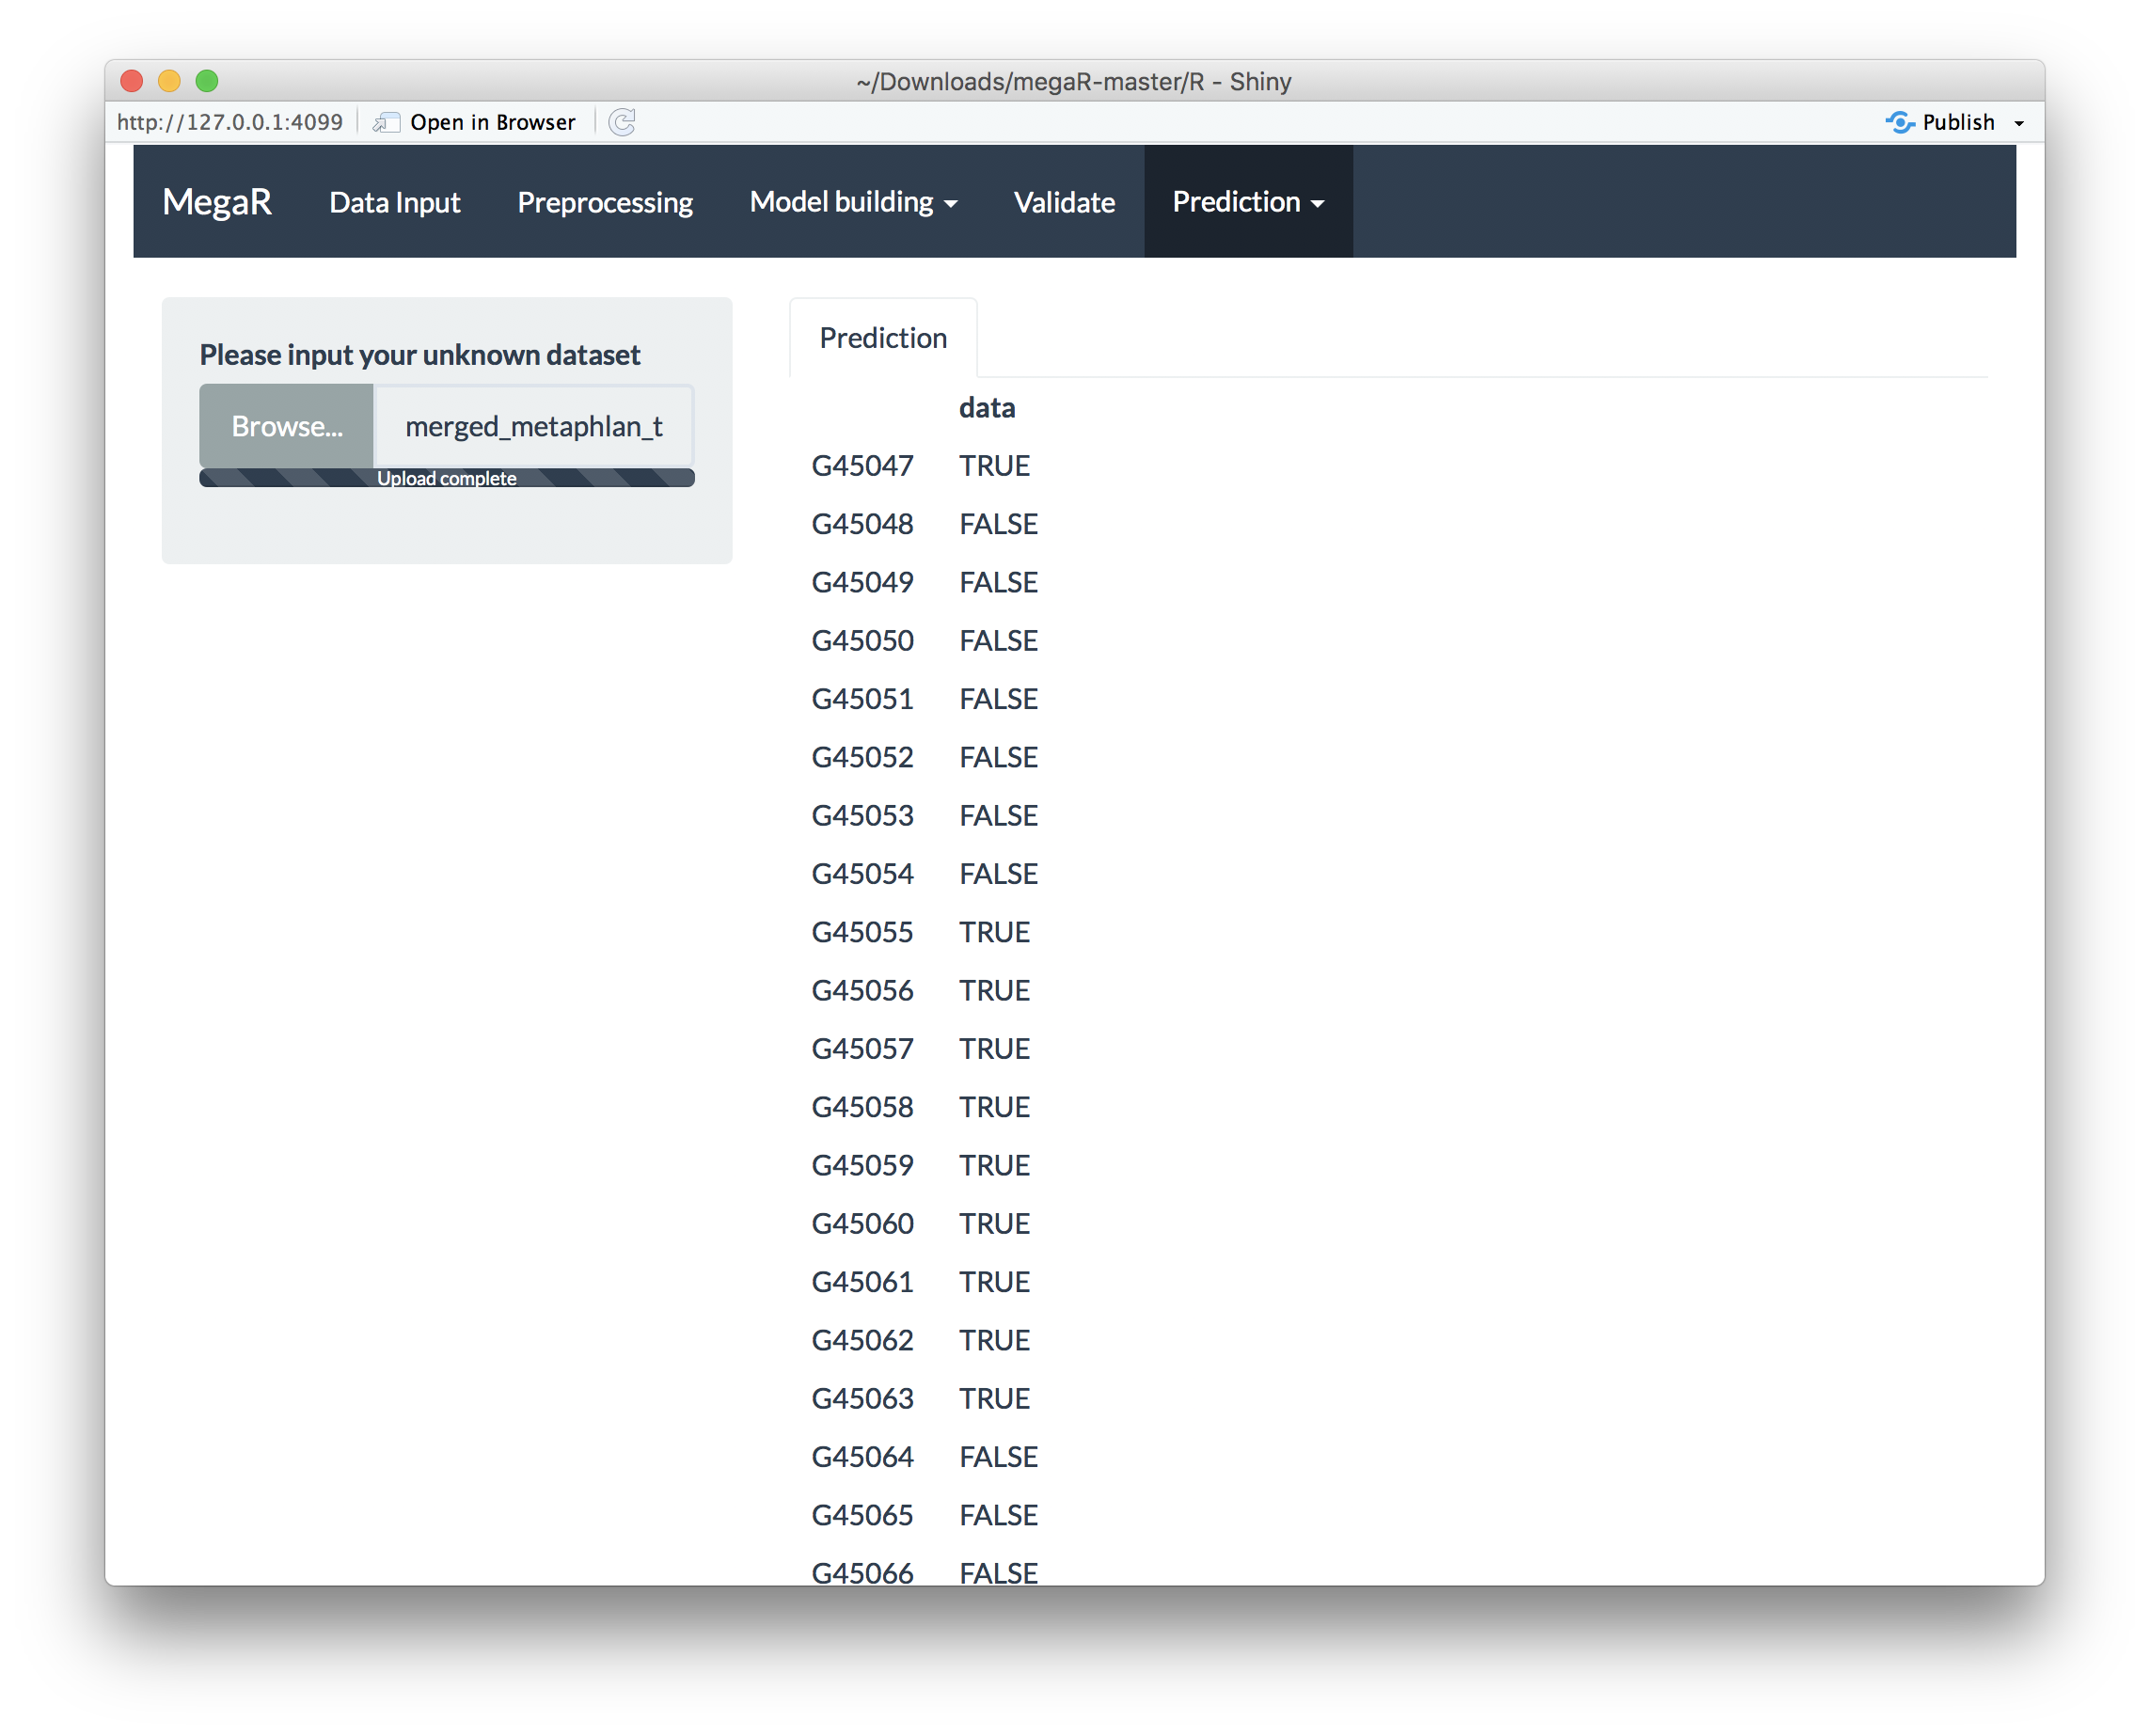 ~/Downloads/megaR-master/R - Shiny
http://127.0.0.1:4099 Open in Browser Publish
MegaR Data Input Preprocessing Model building Validate Prediction
Please input your unknown dataset
Browse... merged_metaphlan_t
Upload complete
Prediction
data
G45047 TRUE
G45048 FALSE
G45049 FALSE
G45050 FALSE
G45051 FALSE
G45052 FALSE
G45053 FALSE
G45054 FALSE
G45055 TRUE
G45056 TRUE
G45057 TRUE
G45058 TRUE
G45059 TRUE
G45060 TRUE
G45061 TRUE
G45062 TRUE
G45063 TRUE
G45064 FALSE
G45065 FALSE
G45066 FALSE